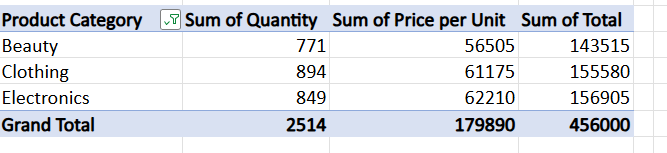 Product Category Sum of Quantity Sum of Price per Unit Sum of Total
Beauty 771 56505 143515
Clothing 894 61175 155580
Electronics 849 62210 156905
Grand Total 2514 179890 456000